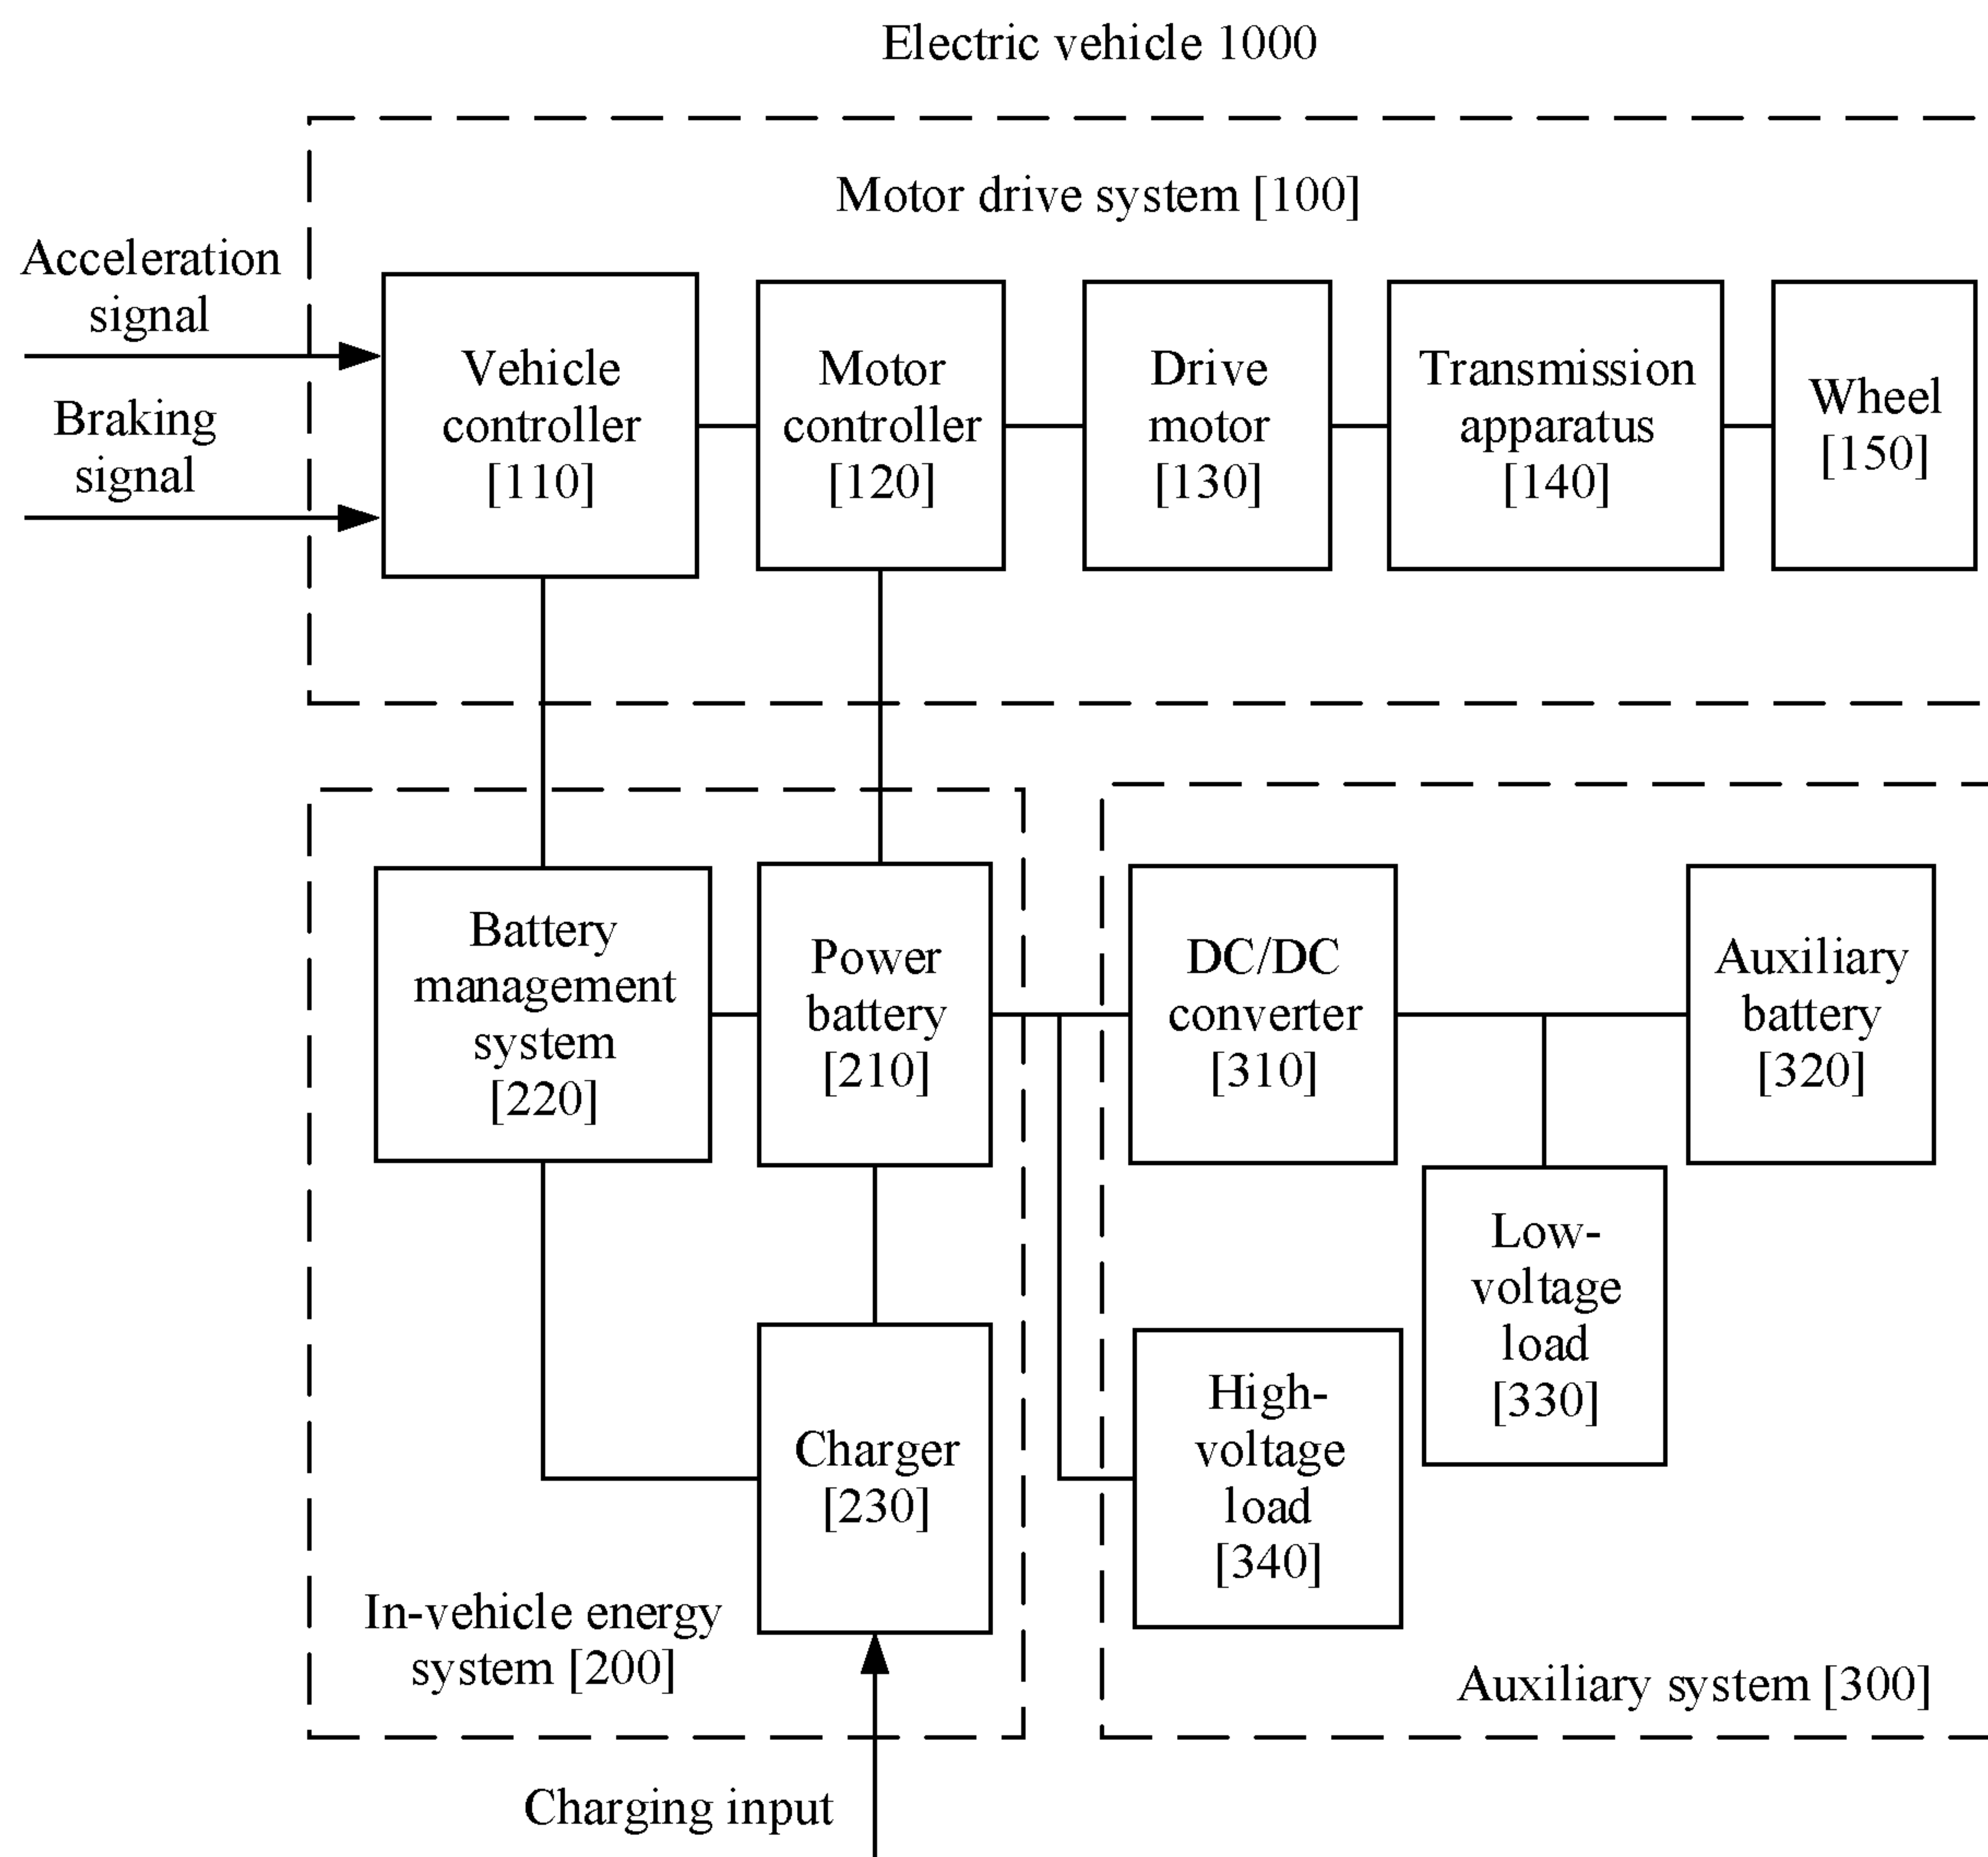 Electric vehicle 1000
Motor drive system [100]
Acceleration
signal
Braking
signal
Vehicle
controller
[110]
Motor
controller
[120]
Drive
motor
[130]
Transmission
apparatus
[140]
Wheel
[150]
Battery
management
system
[220]
Power
battery
[210]
DC/DC
converter
[310]
Auxiliary
battery
[320]
Low-
voltage
load
[330]
Charger
[230]
High-
voltage
load
[340]
In-vehicle energy
system [200]
Auxiliary system [300]
Charging input